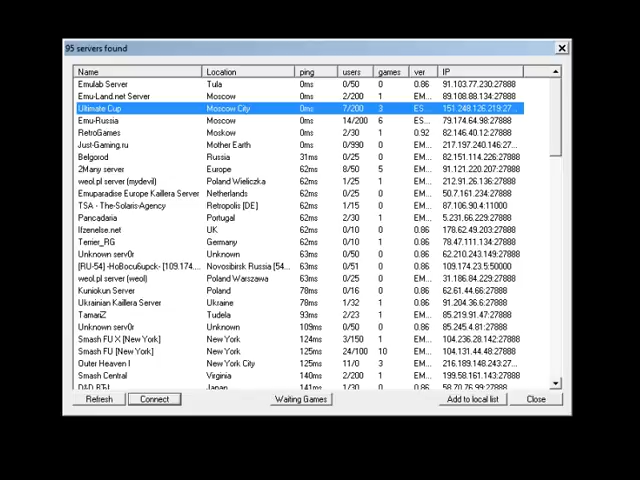 95 servers found
Name Location ping users games ver IP
Emulab Server Tula 0ms 0/50 0 0.86 91.103.77.230:27888
Emu-Land.net Server Moscow 0ms 2/200 1 EM... 89.108.88.134:27888
Ultimate Cup Moscow City 0ms 7/200 3 ES... 151.248.126.219:27...
Emu-Russia Moscow 0ms 14/200 6 EM... 79.174.64.98:27888
RetroGames Moskow 0ms 2/30 1 0.92 82.146.40.12:27888
Just-Gaming.ru Mother Earth 0ms 0/990 0 EM... 217.197.240.146:27...
Belgorod Russia 31ms 0/25 0 EM... 82.151.114.226:27888
2Many server Europe 62ms 8/50 5 EM... 91.121.220.207:27888
weol.pl server (mydevil) Poland Wieliczka 62ms 1/25 1 EM... 212.91.26.136:27888
Emuparadise Europe Kaillera Server Netherlands 62ms 0/25 0 EM... 50.7.161.234:27888
TSA - The-Solaris-Agency Retropolis [DE] 62ms 1/15 0 EM... 87.106.90.4:11000
Pancadaria Portugal 62ms 2/30 1 EM... 5.231.66.229:27888
lfzenelse.net UK 62ms 0/10 0 0.86 178.62.49.203:27888
Terrier_RG Germany 62ms 0/10 1 EM... 78.47.111.134:27888
Unknown serv0r Unknown 63ms 0/50 0 0.86 62.210.243.149:27888
[RU-54] -HoBocu6upck- [109.174.... Novosibirsk Russia [54... 63ms 0/51 0 0.86 109.174.23.5:50000
weol.pl server (weol) Poland Warszawa 63ms 0/25 0 EM... 31.186.84.229:27888
Kuniokun Server Poland 78ms 0/16 0 0.86 62.61.44.66:27888
Ukrainian Kaillera Server Ukraine 78ms 1/32 1 EM... 91.204.36.6:27888
TamariZ Tudela 93ms 2/23 1 EM... 85.219.91.47:27888
Unknown serv0r Unknown 109ms 0/50 0 0.86 85.245.4.81:27888
Smash FU X [New York] New York 124ms 3/150 1 EM... 104.236.28.142:27888
Smash FU [New York] New York 125ms 24/100 10 EM... 104.131.44.48:27888
Outer Heaven I New York City 125ms 11/0 3 EM... 216.189.148.243:27...
Smash Central Virginia 140ms 2/200 1 EM... 199.58.161.143:27888
Japan 141ms 1/30 0 0.86 58.70.76.99:27888
Refresh Connect Waiting Games Add to local list Close